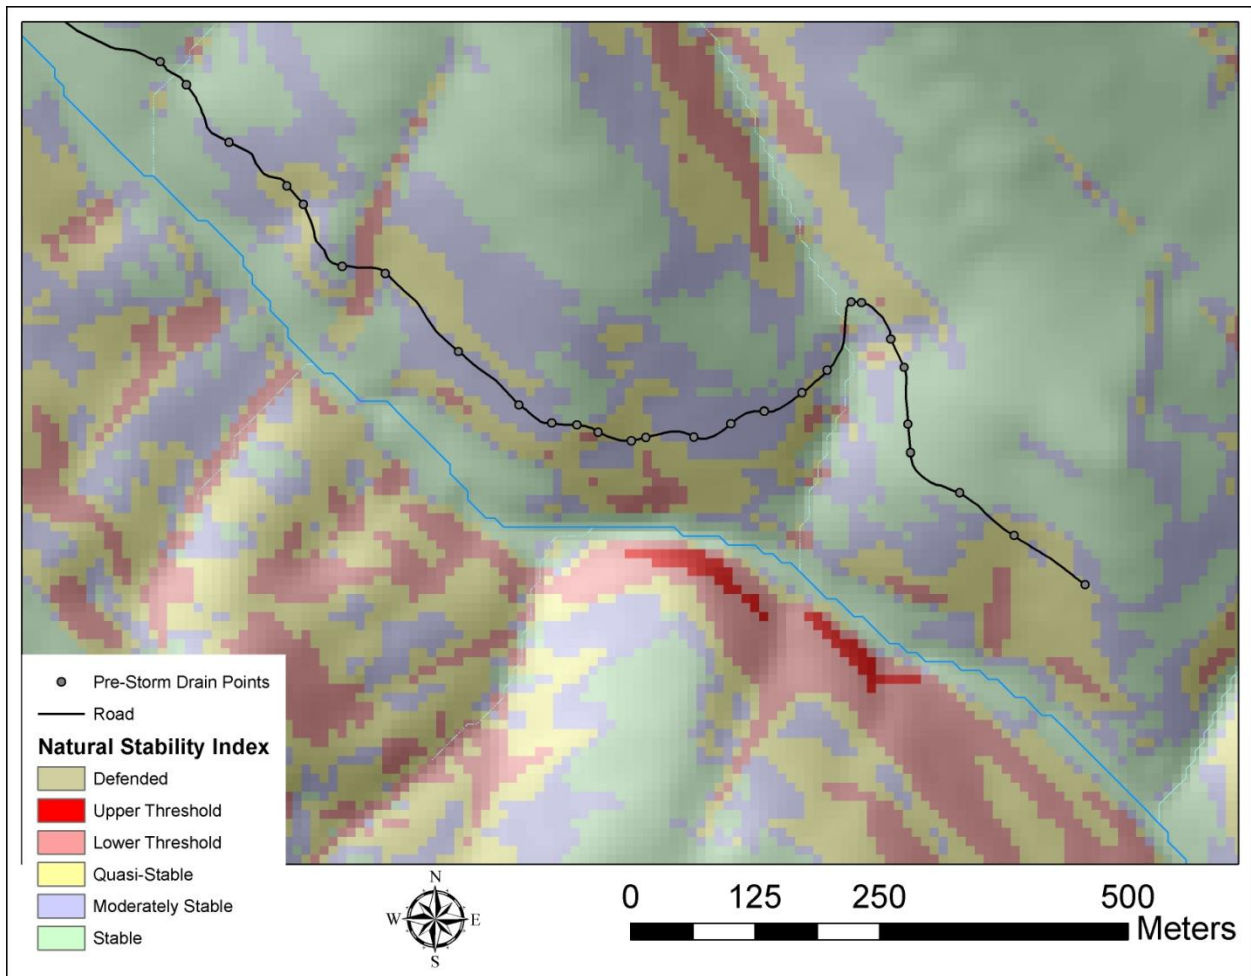 Pre-Storm Drain Points
Road
Natural Stability Index
Defended
Upper Threshold
Lower Threshold
Quasi-Stable
Moderately Stable
Stable
N
W E
S
0 125 250 500
Meters